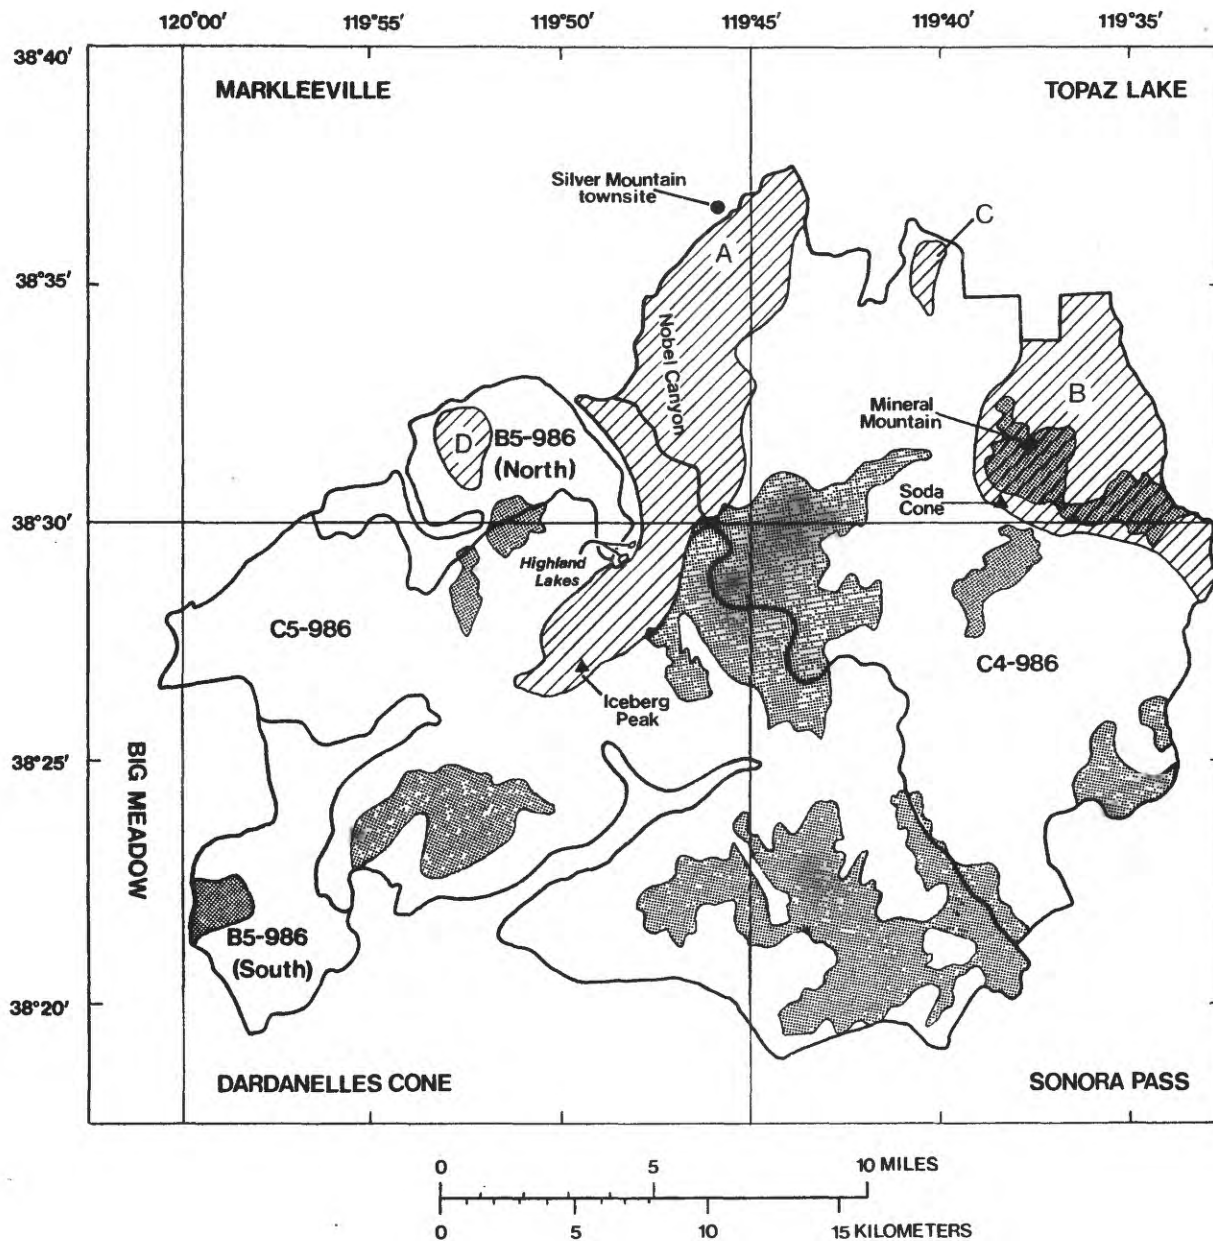 120°00′ 119°55′ 119°50′ 119°45′ 119°40′ 119°35′
38°40′
MARKLEEVILLE
TOPAZ LAKE
Silver Mountain
townsite
A
C
38°35′
Nobel Canyon
B
Mineral
Mountain
D
B5-986
(North)
Soda
Cone
38°30′
Highland
Lakes
C5-986
C4-986
Iceberg
Peak
BIG MEADOW
38°25′
B5-986
(South)
38°20′
DARDANELLES CONE
SONORA PASS
0 5 10 MILES
0 5 10 15 KILOMETERS